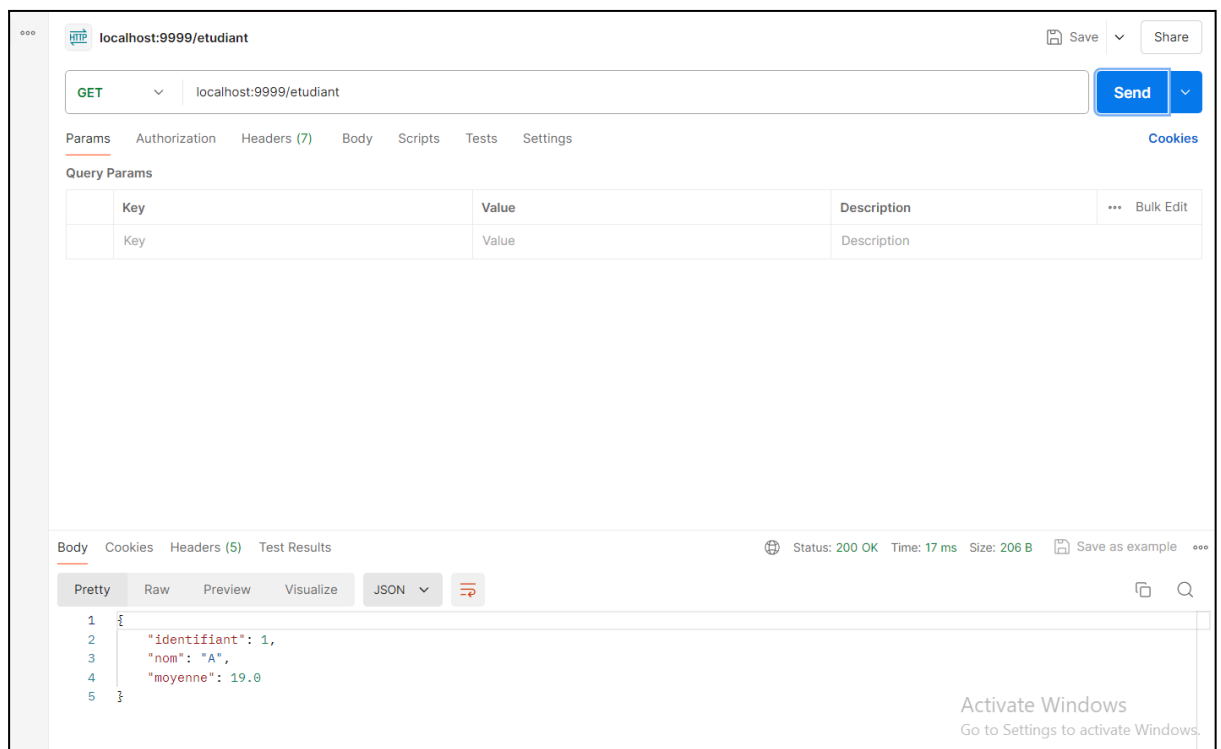 localhost:9999/etudiant Save Share
GET localhost:9999/etudiant Send
Params Authorization Headers (7) Body Scripts Tests Settings Cookies
Query Params
Key Value Description Bulk Edit
Key Value Description
Body Cookies Headers (5) Test Results Status: 200 OK Time: 17 ms Size: 206 B Save as example
Pretty Raw Preview Visualize JSON
1 {
2 "identifiant": 1,
3 "nom": "A",
4 "moyenne": 19.0
5 }
Activate Windows
Go to Settings to activate Windows.